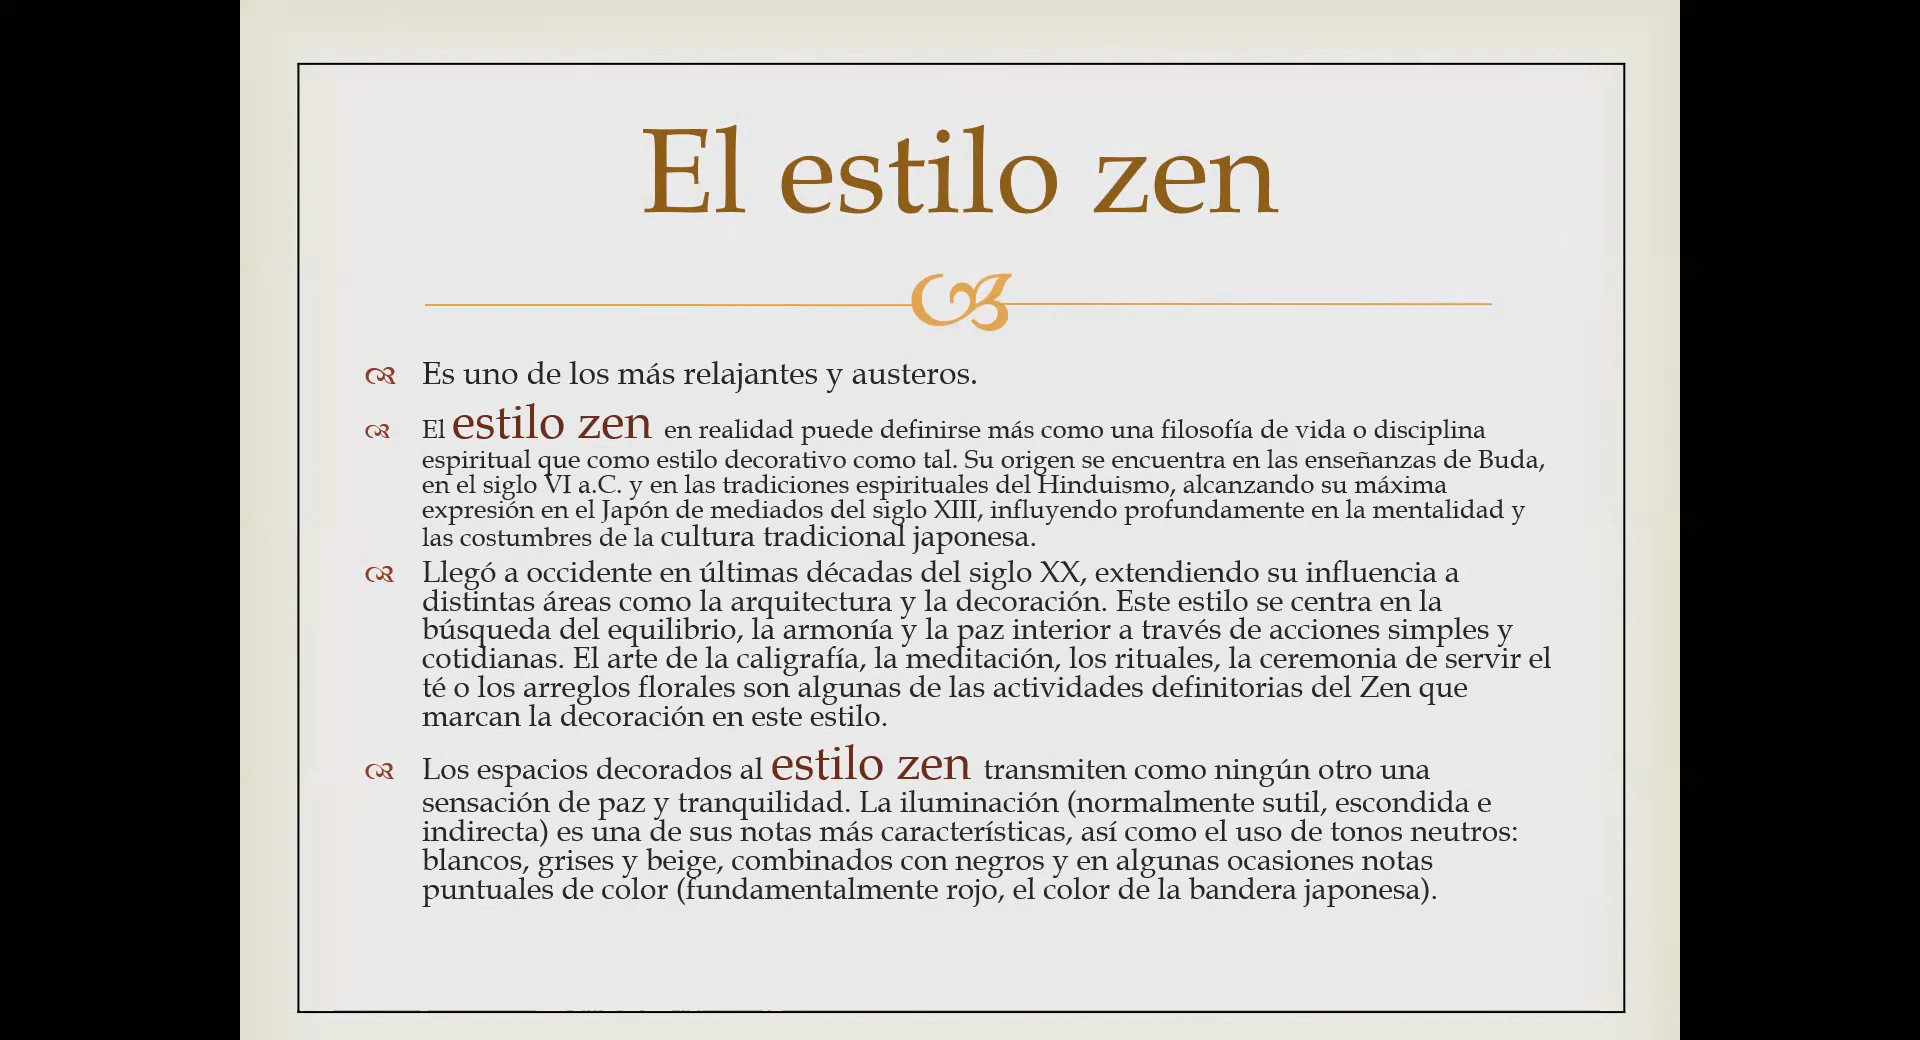 El estilo zen
Es uno de los más relajantes y austeros.
El estilo zen en realidad puede definirse más como una filosofía de vida o disciplina
espiritual que como estilo decorativo como tal. Su origen se encuentra en las enseñanzas de Buda,
en el siglo VI a.C. y en las tradiciones espirituales del Hinduismo, alcanzando su máxima
expresión en el Japón de mediados del siglo XIII, influyendo profundamente en la mentalidad y
las costumbres de la cultura tradicional japonesa.
Llegó a occidente en últimas décadas del siglo XX, extendiendo su influencia a
distintas áreas como la arquitectura y la decoración. Este estilo se centra en la
búsqueda del equilibrio, la armonía y la paz interior a través de acciones simples y
cotidianas. El arte de la caligrafía, la meditación, los rituales, la ceremonia de servir el
té o los arreglos florales son algunas de las actividades definitorias del Zen que
marcan la decoración en este estilo.
Los espacios decorados al estilo zen transmiten como ningún otro una
sensación de paz y tranquilidad. La iluminación (normalmente sutil, escondida e
indirecta) es una de sus notas más características, así como el uso de tonos neutros:
blancos, grises y beige, combinados con negros y en algunas ocasiones notas
puntuales de color (fundamentalmente rojo, el color de la bandera japonesa).